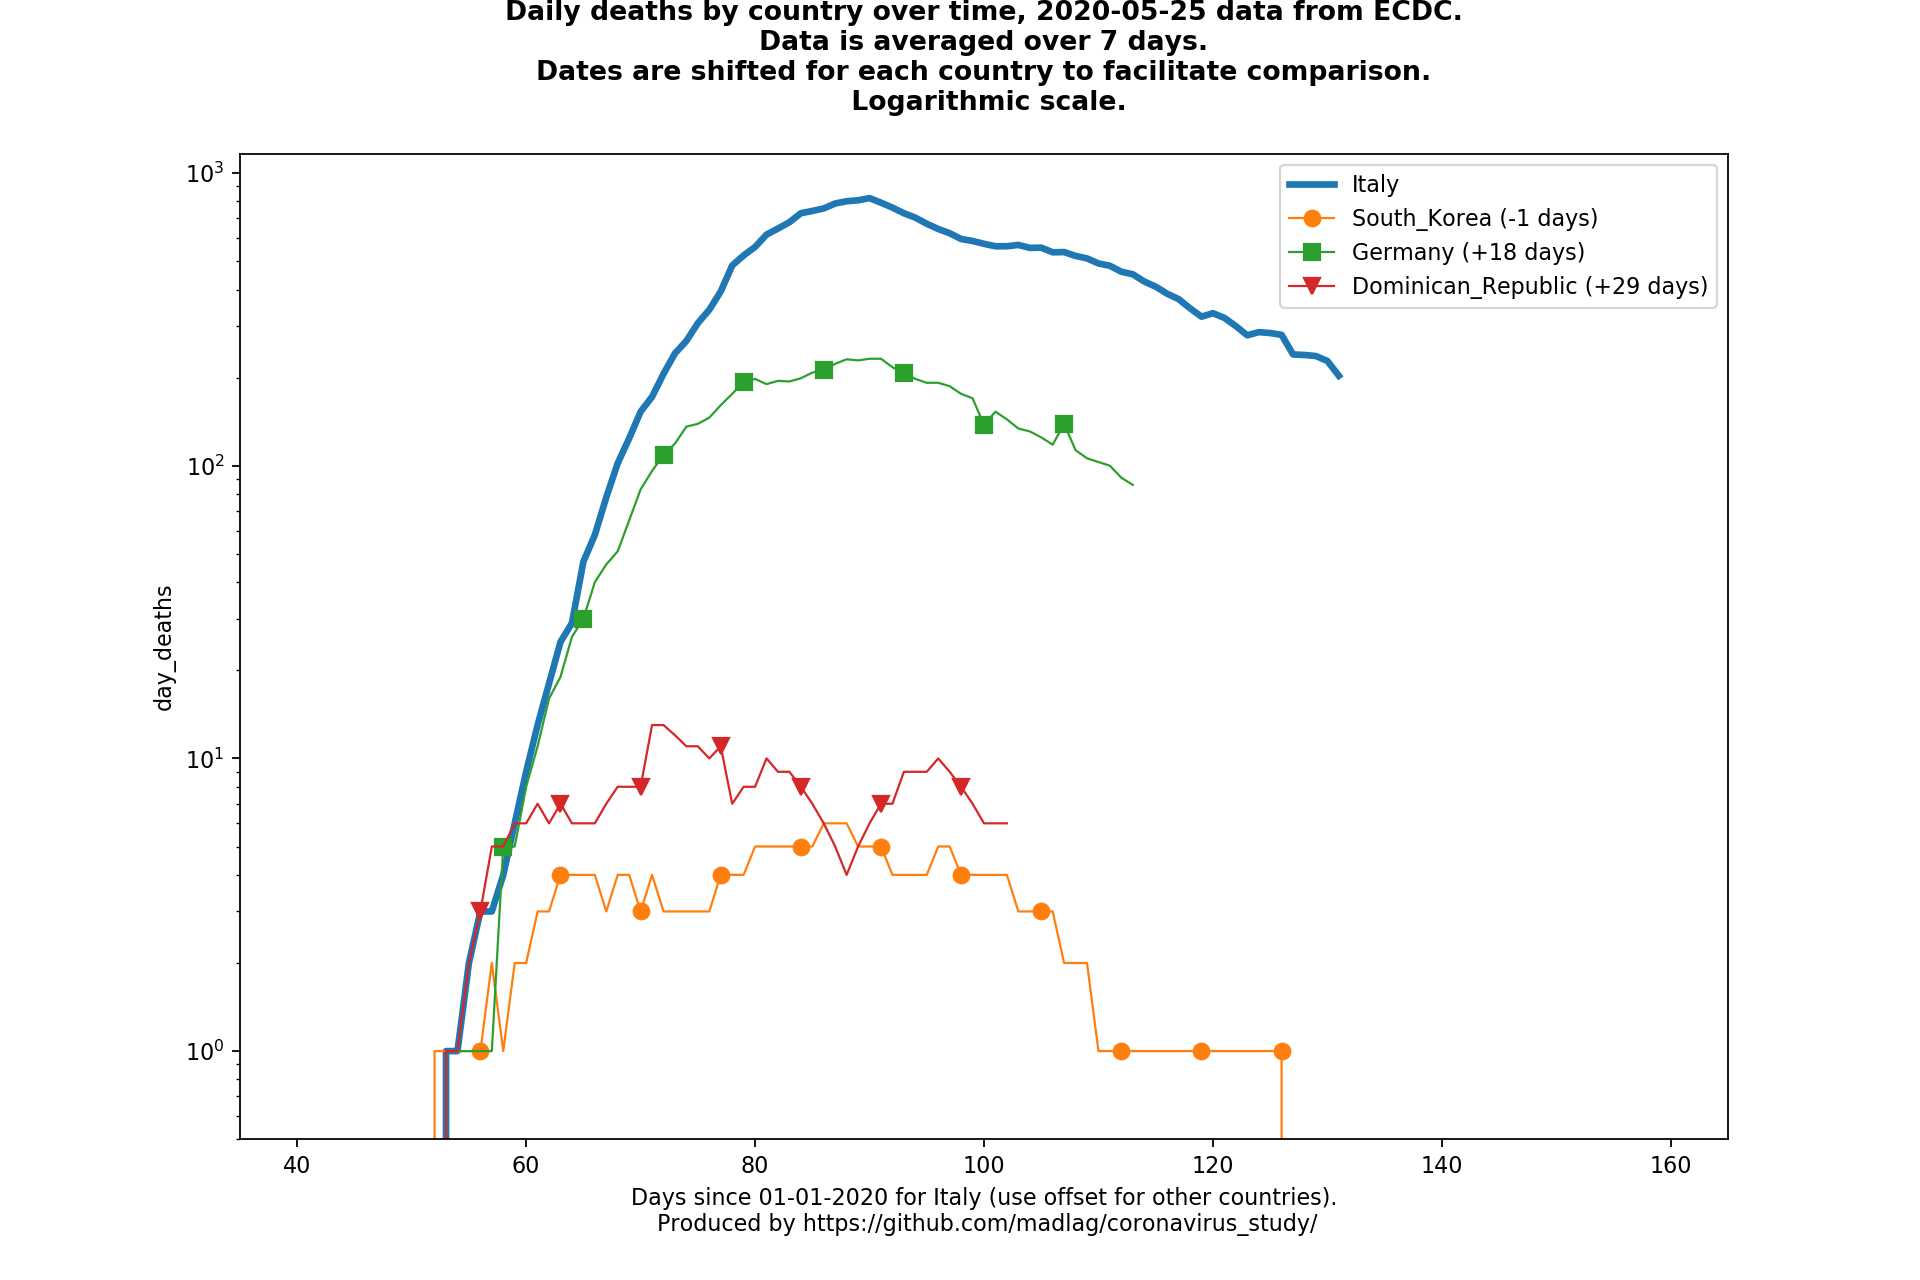 Daily deaths by country over time, 2020-05-25 data from ECDC.
Data is averaged over 7 days.
Dates are shifted for each country to facilitate comparison.
Logarithmic scale.
10³
10²
10¹
10⁰
day_deaths
Italy
South_Korea (-1 days)
Germany (+18 days)
Dominican_Republic (+29 days)
40 60 80 100 120 140 160
Days since 01-01-2020 for Italy (use offset for other countries).
Produced by https://github.com/madlag/coronavirus_study/